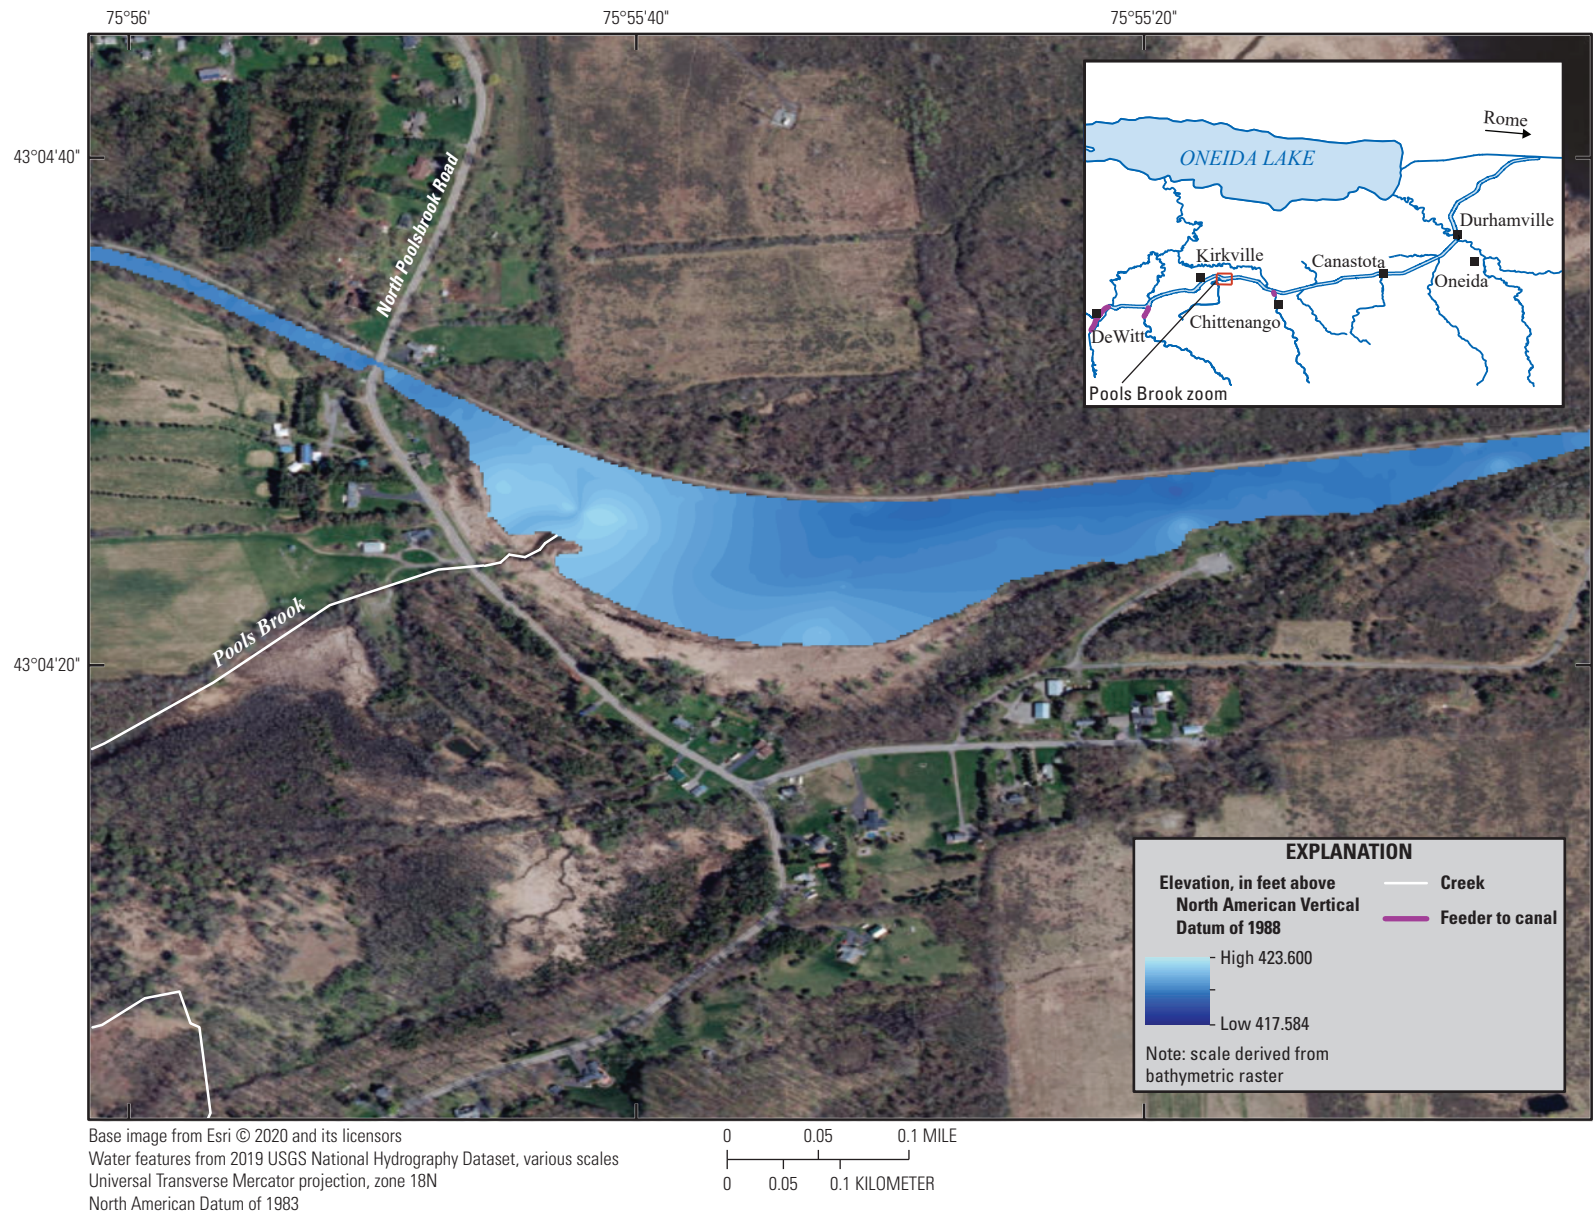 75°56'
75°55'40"
75°55'20"
43°04'40"
43°04'20"
North Poolsbrook Road
Pools Brook
Rome
ONEIDA LAKE
Durhamville
Kirkville
Canastota
Oneida
Chittenango
DeWitt
Pools Brook zoom
EXPLANATION
Elevation, in feet above
North American Vertical
Datum of 1988
High 423.600
Low 417.584
Note: scale derived from
bathymetric raster
Creek
Feeder to canal
Base image from Esri © 2020 and its licensors
Water features from 2019 USGS National Hydrography Dataset, various scales
Universal Transverse Mercator projection, zone 18N
North American Datum of 1983
0 0.05 0.1 MILE
0 0.05 0.1 KILOMETER